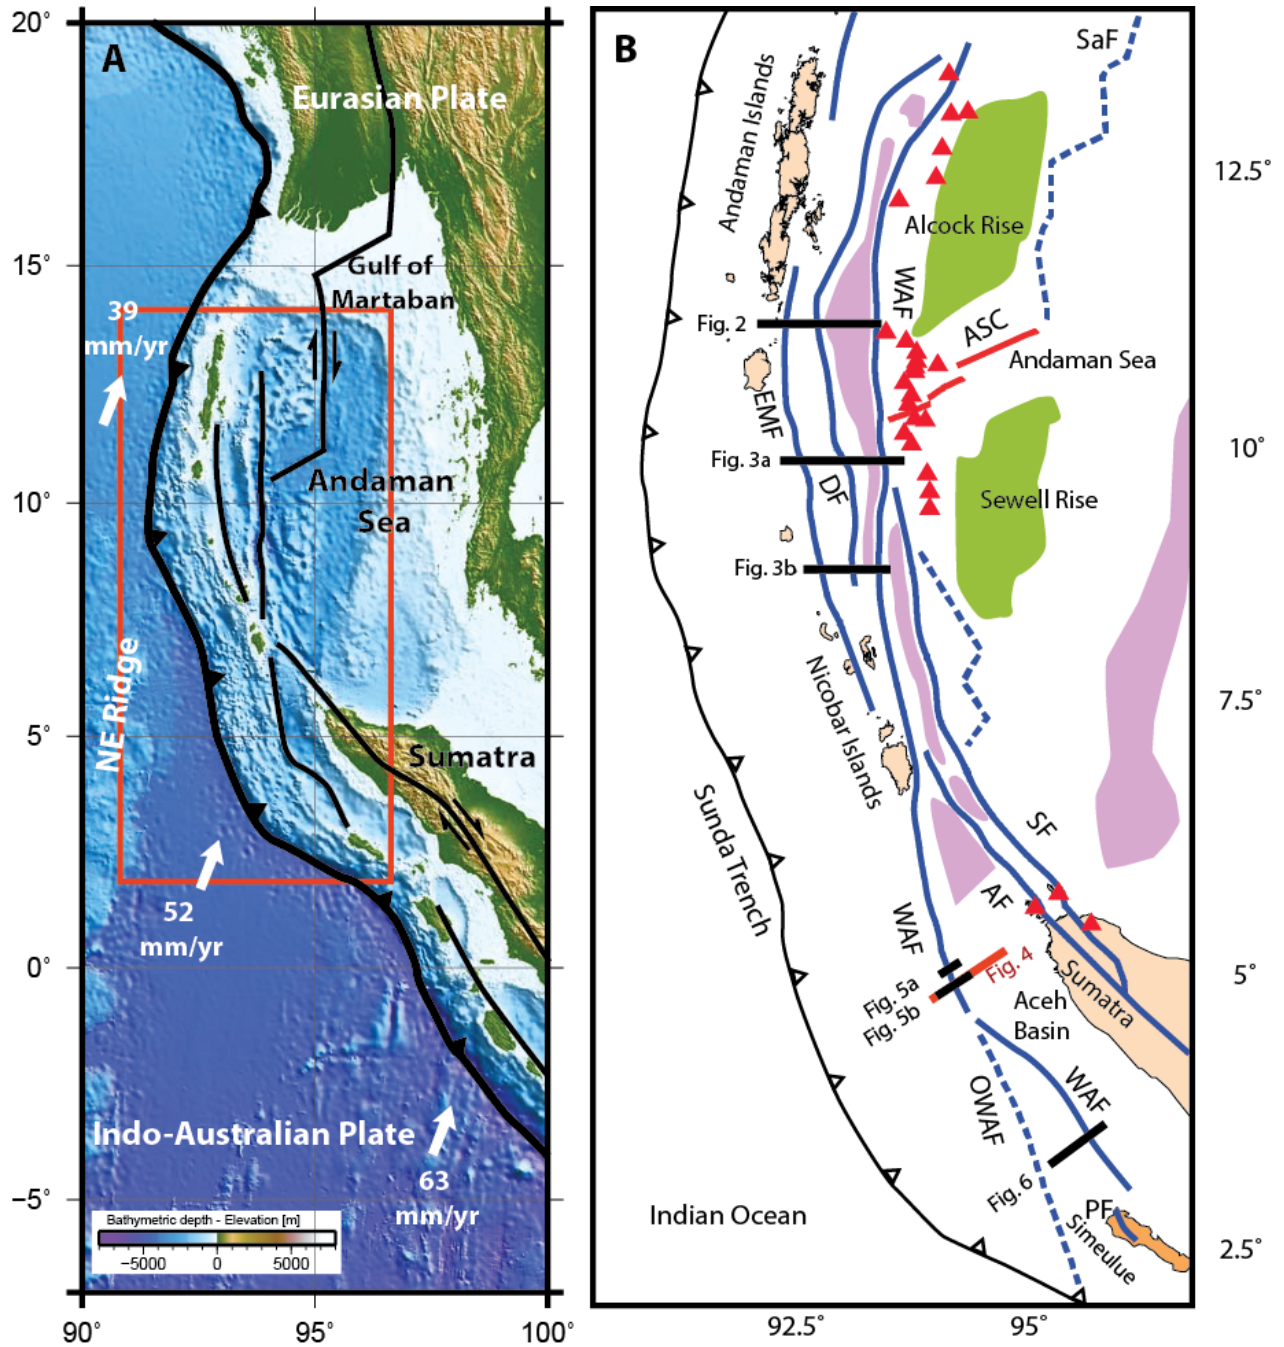 A
20°
15°
10°
5°
0°
−5°
90°
95°
100°
Eurasian Plate
Gulf of
Martaban
39
mm/yr
Andaman
Sea
NE Ridge
Sumatra
52
mm/yr
Indo-Australian Plate
63
mm/yr
Bathymetric depth - Elevation [m]
−5000
0
5000
B
SaF
Andaman Islands
12.5°
Alcock Rise
WAF
Fig. 2
ASC
Andaman Sea
EMF
10°
Fig. 3a
DF
Sewell Rise
Fig. 3b
Nicobar Islands
7.5°
Sunda Trench
SF
AF
WAF
Fig. 4
Fig. 5a
Fig. 5b
Sumatra
Aceh
Basin
5°
WAF
OWAF
Fig. 6
PF
Simeulue
Indian Ocean
2.5°
92.5°
95°